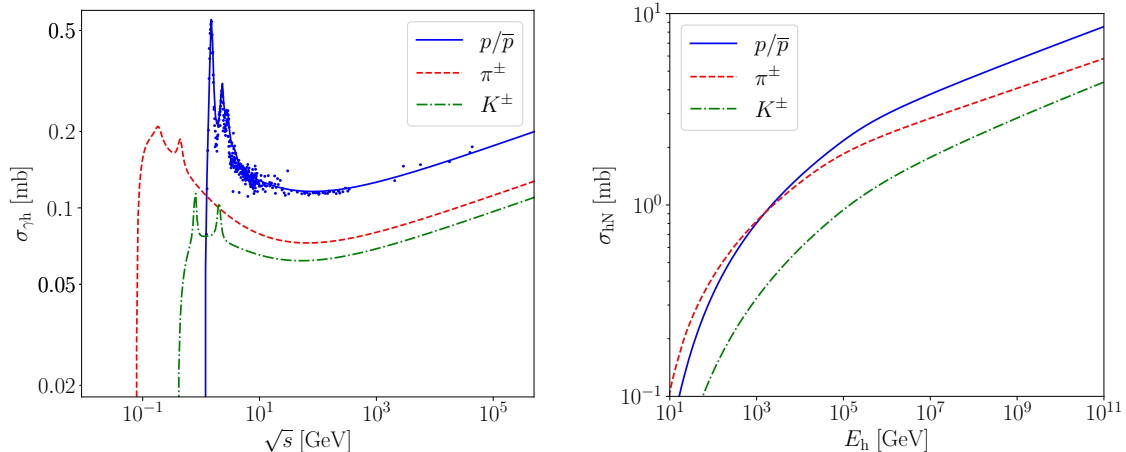 0.5
0.2
0.1
0.05
0.02
σγh [mb]
10⁻¹
10¹
10³
10⁵
√s [GeV]
p/p̅
π±
K±
10¹
10⁰
10⁻¹
σhN [mb]
10¹
10³
10⁵
10⁷
10⁹
10¹¹
Eh [GeV]
p/p̅
π±
K±